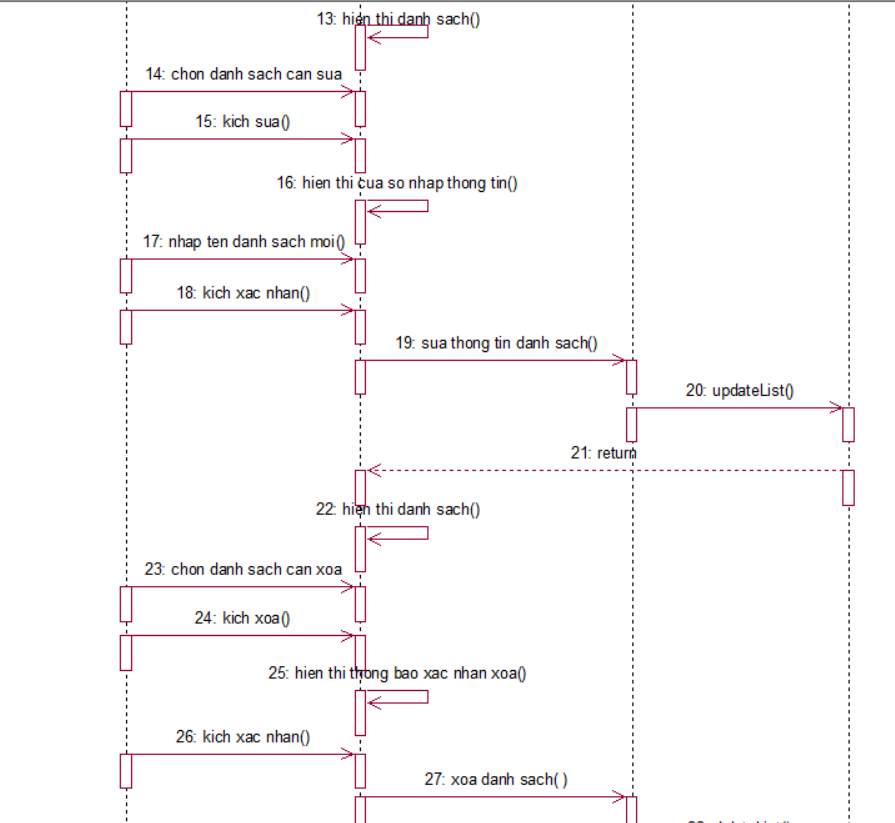 13: hien thi danh sach()
14: chon danh sach can sua
15: kich sua()
16: hien thi cua so nhap thong tin()
17: nhap ten danh sach moi()
18: kich xac nhan()
19: sua thong tin danh sach()
20: updateList()
21: return
22: hien thi danh sach()
23: chon danh sach can xoa
24: kich xoa()
25: hien thi thong bao xac nhan xoa()
26: kich xac nhan()
27: xoa danh sach( )